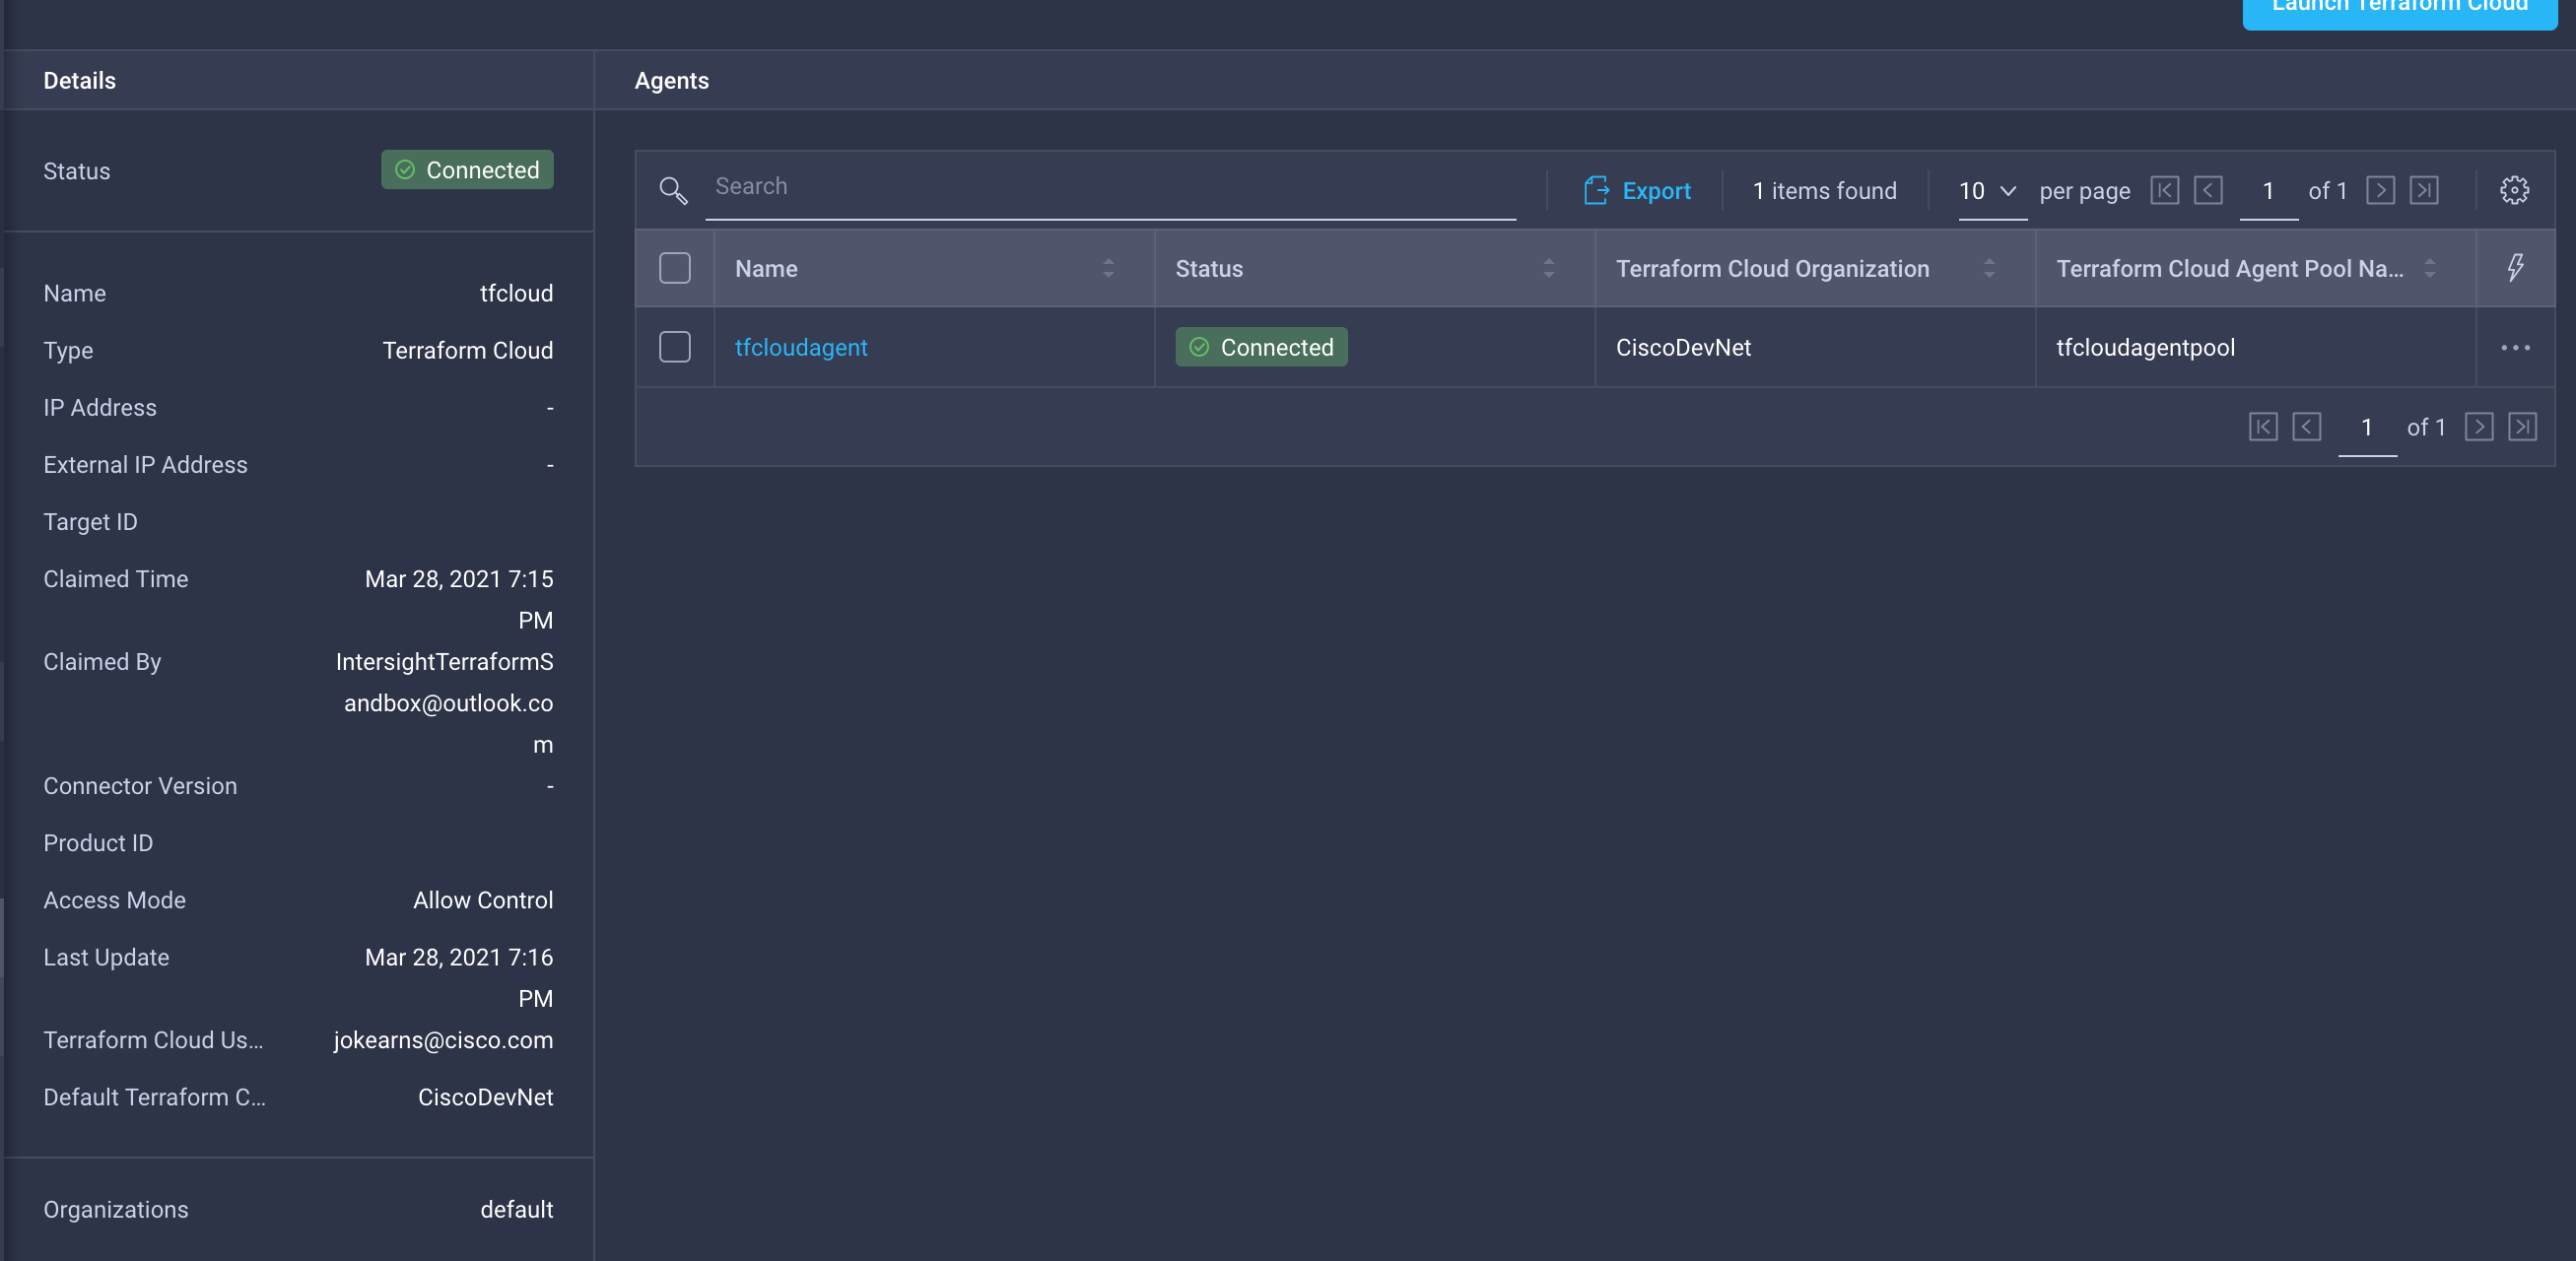 Launch Terraform Cloud
Details
Agents
Status Connected
Search
Export 1 items found 10 per page 1 of 1
Name Status Terraform Cloud Organization Terraform Cloud Agent Pool Na...
tfcloudagent Connected CiscoDevNet tfcloudagentpool
1 of 1
Name tfcloud
Type Terraform Cloud
IP Address -
External IP Address -
Target ID
Claimed Time Mar 28, 2021 7:15
PM
Claimed By IntersightTerraformS
andbox@outlook.co
m
Connector Version -
Product ID
Access Mode Allow Control
Last Update Mar 28, 2021 7:16
PM
Terraform Cloud Us... jokearns@cisco.com
Default Terraform C... CiscoDevNet
Organizations default